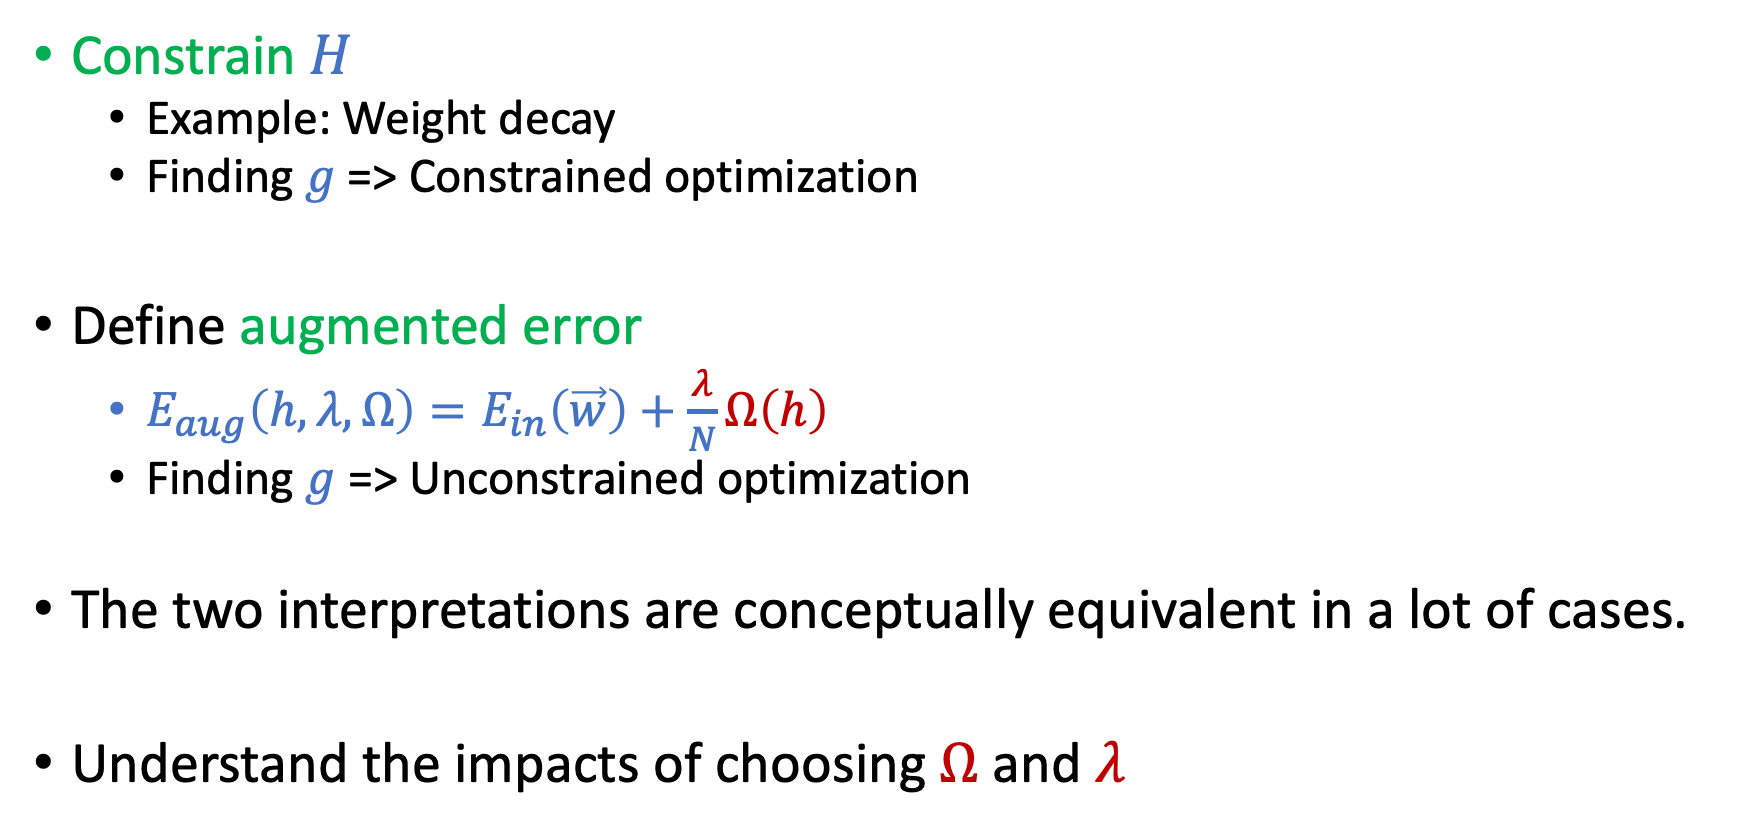 • Constrain H
• Example: Weight decay
• Finding g => Constrained optimization
• Define augmented error
• E_aug(h, λ, Ω) = E_in(w⃗) + λ/N Ω(h)
• Finding g => Unconstrained optimization
• The two interpretations are conceptually equivalent in a lot of cases.
• Understand the impacts of choosing Ω and λ